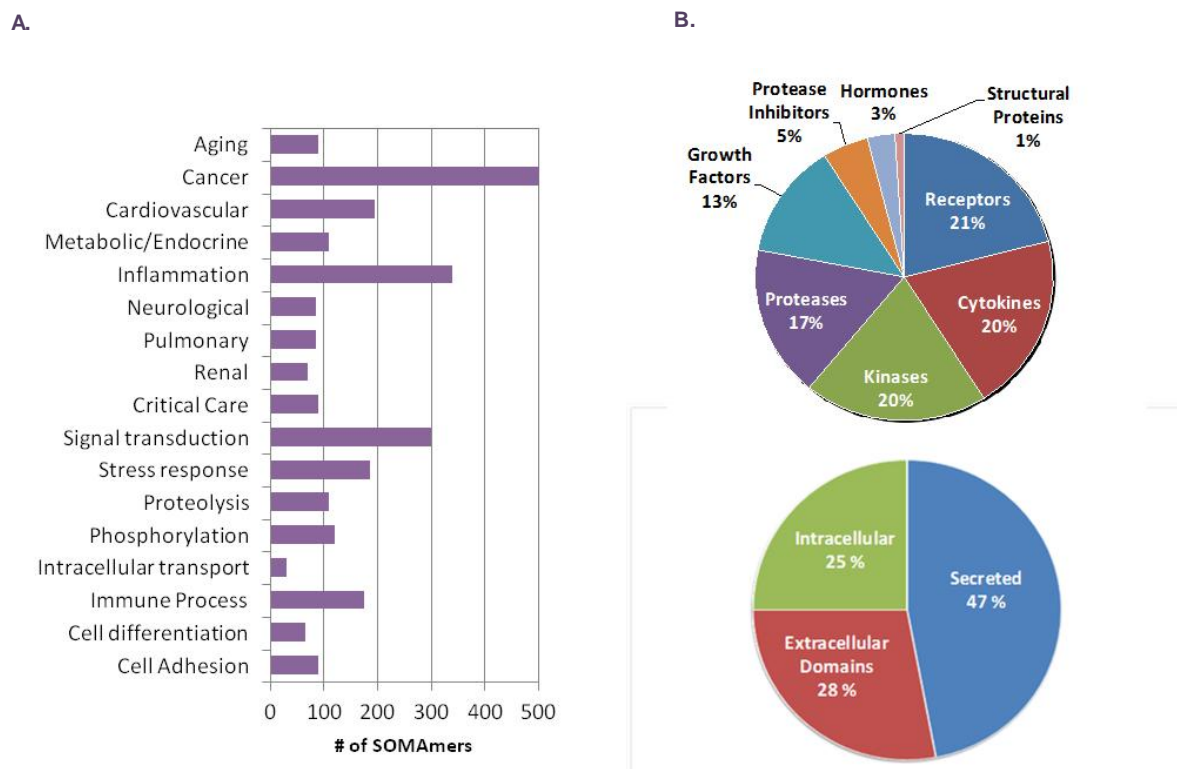 A.
Aging
Cancer
Cardiovascular
Metabolic/Endocrine
Inflammation
Neurological
Pulmonary
Renal
Critical Care
Signal transduction
Stress response
Proteolysis
Phosphorylation
Intracellular transport
Immune Process
Cell differentiation
Cell Adhesion
0 100 200 300 400 500
# of SOMAmers
B.
Protease
Inhibitors
5%
Hormones
3%
Structural
Proteins
1%
Growth
Factors
13%
Receptors
21%
Proteases
17%
Cytokines
20%
Kinases
20%
Intracellular
25 %
Secreted
47 %
Extracellular
Domains
28 %